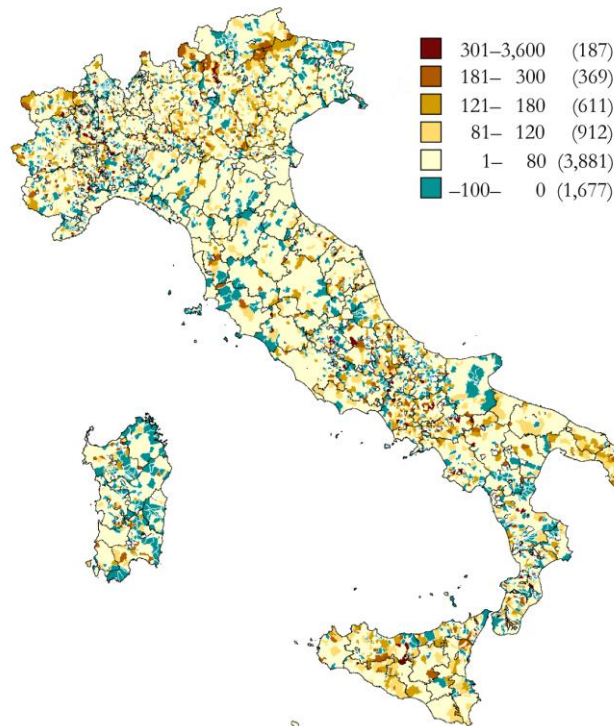 301–3,600 (187)
181– 300 (369)
121– 180 (611)
81– 120 (912)
1– 80 (3,881)
–100– 0 (1,677)